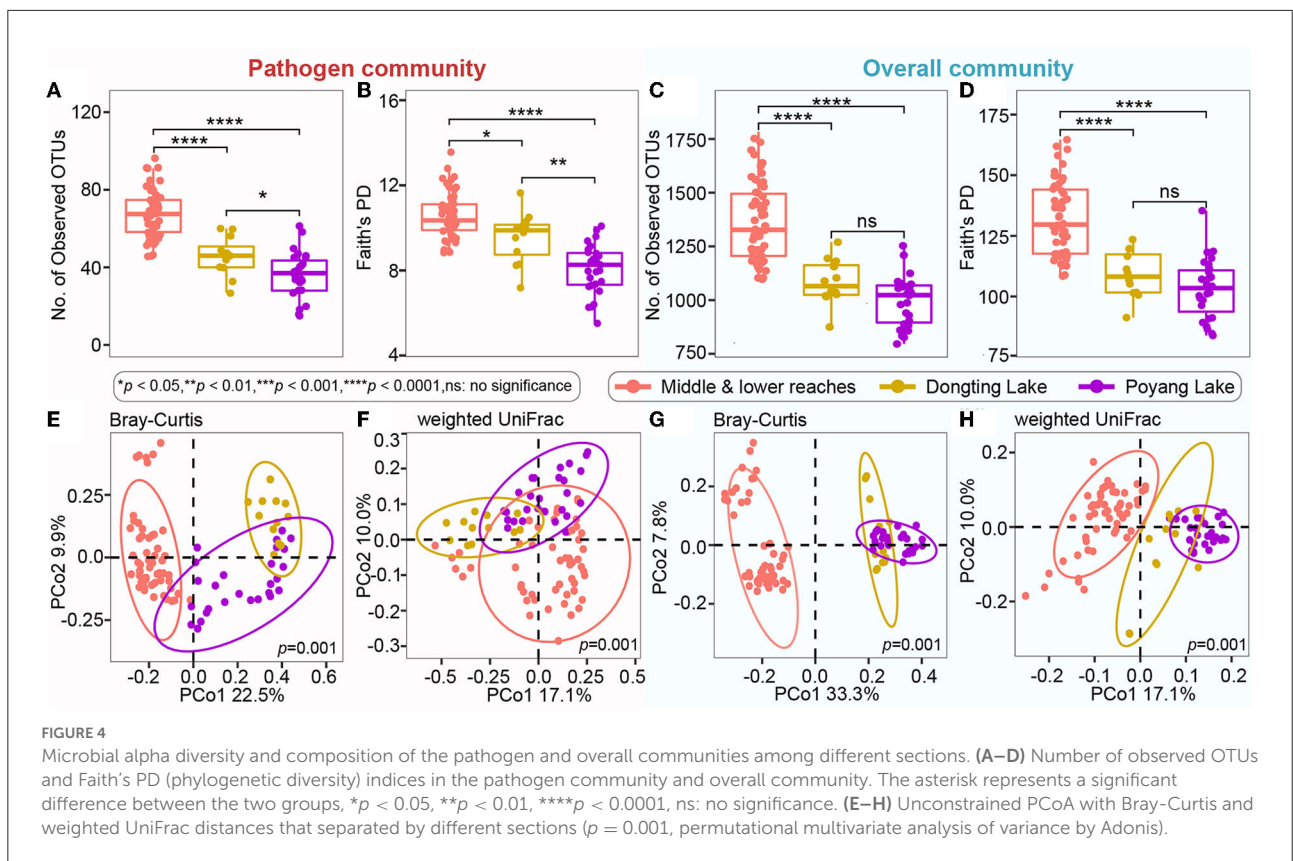 Pathogen community
Overall community
A
No. of Observed OTUs
120
80
40
0
****
****
*
B
Faith's PD
16
12
8
4
****
*
**
C
No. of Observed OTUs
1750
1500
1250
1000
750
****
****
ns
D
Faith's PD
175
150
125
100
75
****
****
ns
*p < 0.05,**p < 0.01,***p < 0.001,****p < 0.0001,ns: no significance
Middle & lower reaches
Dongting Lake
Poyang Lake
E
Bray-Curtis
PCo2 9.9%
0.25
0.0
-0.25
p=0.001
-0.2 0 0.2 0.4 0.6
PCo1 22.5%
F
weighted UniFrac
PCo2 10.0%
0.3
0.2
0.1
0.0
-0.1
-0.3
p=0.001
-0.5 -0.25 0.0 0.25 0.5
PCo1 17.1%
G
Bray-Curtis
PCo2 7.8%
0.2
0.0
-0.2
p=0.001
-0.2 0.0 0.2 0.4
PCo1 33.3%
H
weighted UniFrac
PCo2 10.0%
0.2
0.0
-0.2
p=0.001
-0.2 -0.1 0.0 0.1 0.2
PCo1 17.1%
FIGURE 4
Microbial alpha diversity and composition of the pathogen and overall communities among different sections. (A–D) Number of observed OTUs
and Faith's PD (phylogenetic diversity) indices in the pathogen community and overall community. The asterisk represents a significant
difference between the two groups, *p < 0.05, **p < 0.01, ****p < 0.0001, ns: no significance. (E–H) Unconstrained PCoA with Bray-Curtis and
weighted UniFrac distances that separated by different sections (p = 0.001, permutational multivariate analysis of variance by Adonis).